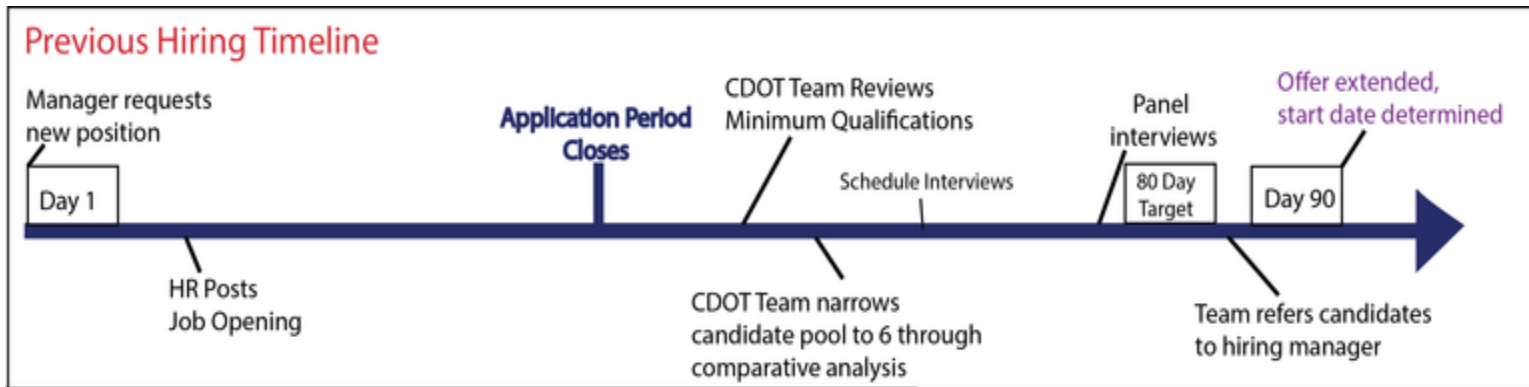 Previous Hiring Timeline
Manager requests
new position
Day 1
HR Posts
Job Opening
Application Period
Closes
CDOT Team Reviews
Minimum Qualifications
CDOT Team narrows
candidate pool to 6 through
comparative analysis
Schedule Interviews
Panel
interviews
80 Day
Target
Team refers candidates
to hiring manager
Offer extended,
start date determined
Day 90